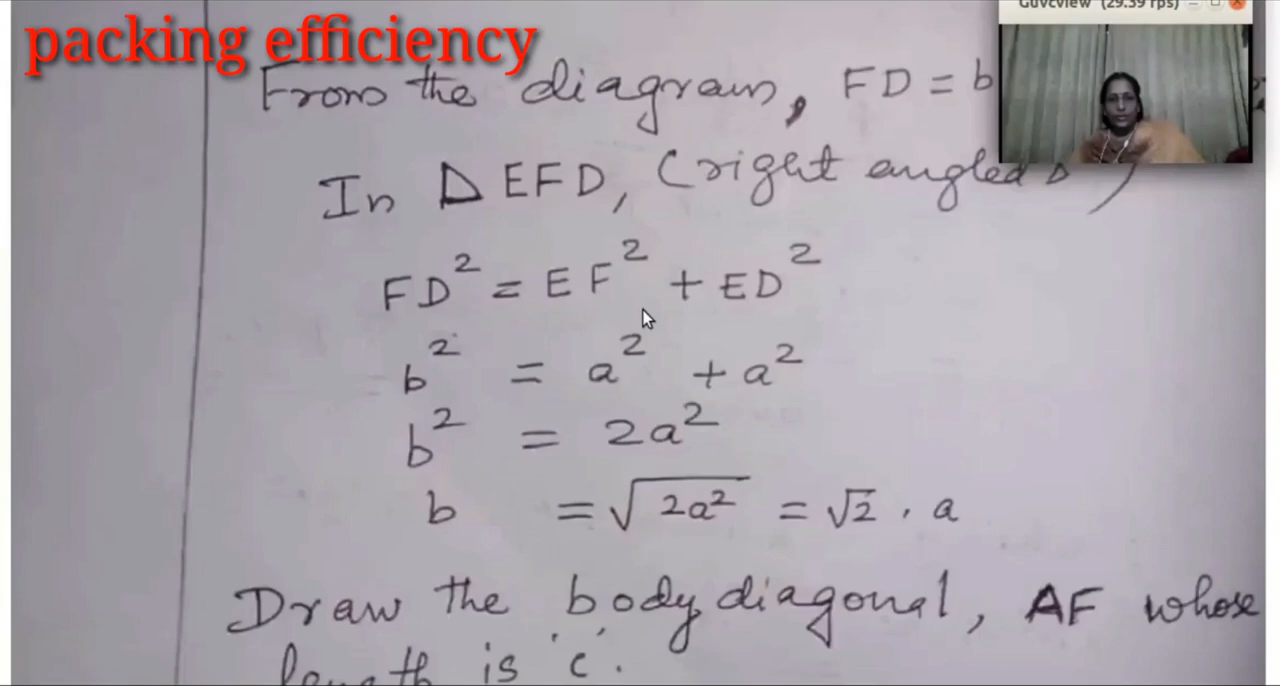 Guvcview (29.39 fps)
packing efficiency
From the diagram, FD = b
In Δ EFD, (right angled Δ)
FD² = EF² + ED²
b² = a² + a²
b² = 2a²
b = √2a² = √2 . a
Draw the body diagonal, AF whose
length is 'c'.